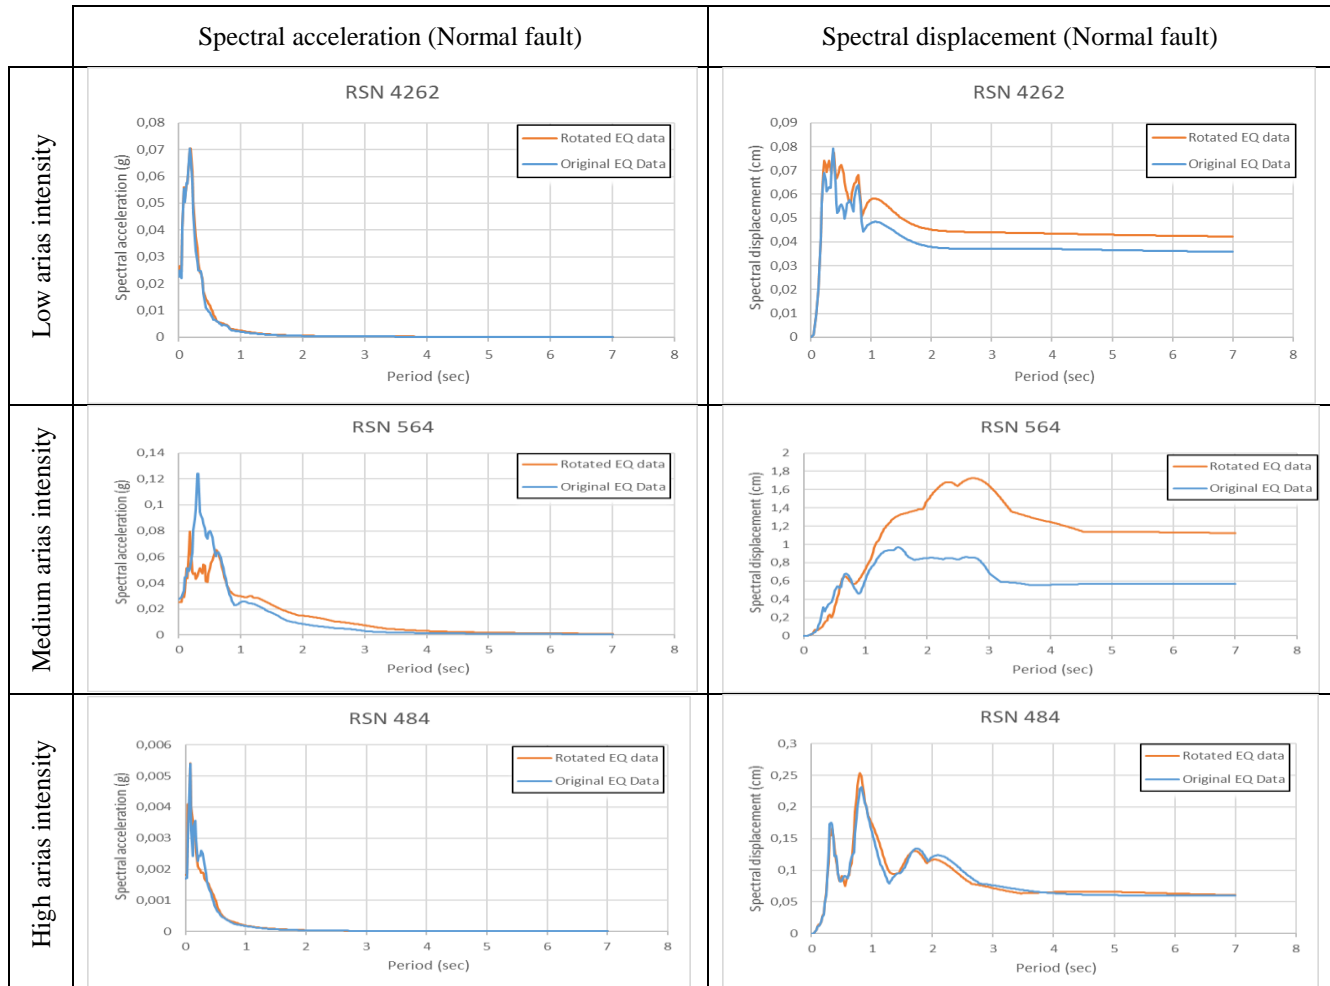 Spectral acceleration (Normal fault)
Spectral displacement (Normal fault)
Low arias intensity
RSN 4262
Spectral acceleration (g)
0,08
0,07
0,06
0,05
0,04
0,03
0,02
0,01
0
0 1 2 3 4 5 6 7 8
Period (sec)
Rotated EQ data
Original EQ Data
RSN 4262
Spectral displacement (cm)
0,09
0,08
0,07
0,06
0,05
0,04
0,03
0,02
0,01
0
0 1 2 3 4 5 6 7 8
Period (sec)
Rotated EQ data
Original EQ Data
Medium arias intensity
RSN 564
Spectral acceleration (g)
0,14
0,12
0,1
0,08
0,06
0,04
0,02
0
0 1 2 3 4 5 6 7 8
Period (sec)
Rotated EQ data
Original EQ Data
RSN 564
Spectral displacement (cm)
2
1,8
1,6
1,4
1,2
1
0,8
0,6
0,4
0,2
0
0 1 2 3 4 5 6 7 8
Period (sec)
Rotated EQ data
Original EQ Data
High arias intensity
RSN 484
Spectral acceleration (g)
0,006
0,005
0,004
0,003
0,002
0,001
0
0 1 2 3 4 5 6 7 8
Period (sec)
Rotated EQ data
Original EQ Data
RSN 484
Spectral displacement (cm)
0,3
0,25
0,2
0,15
0,1
0,05
0
0 1 2 3 4 5 6 7 8
Period (sec)
Rotated EQ data
Original EQ Data